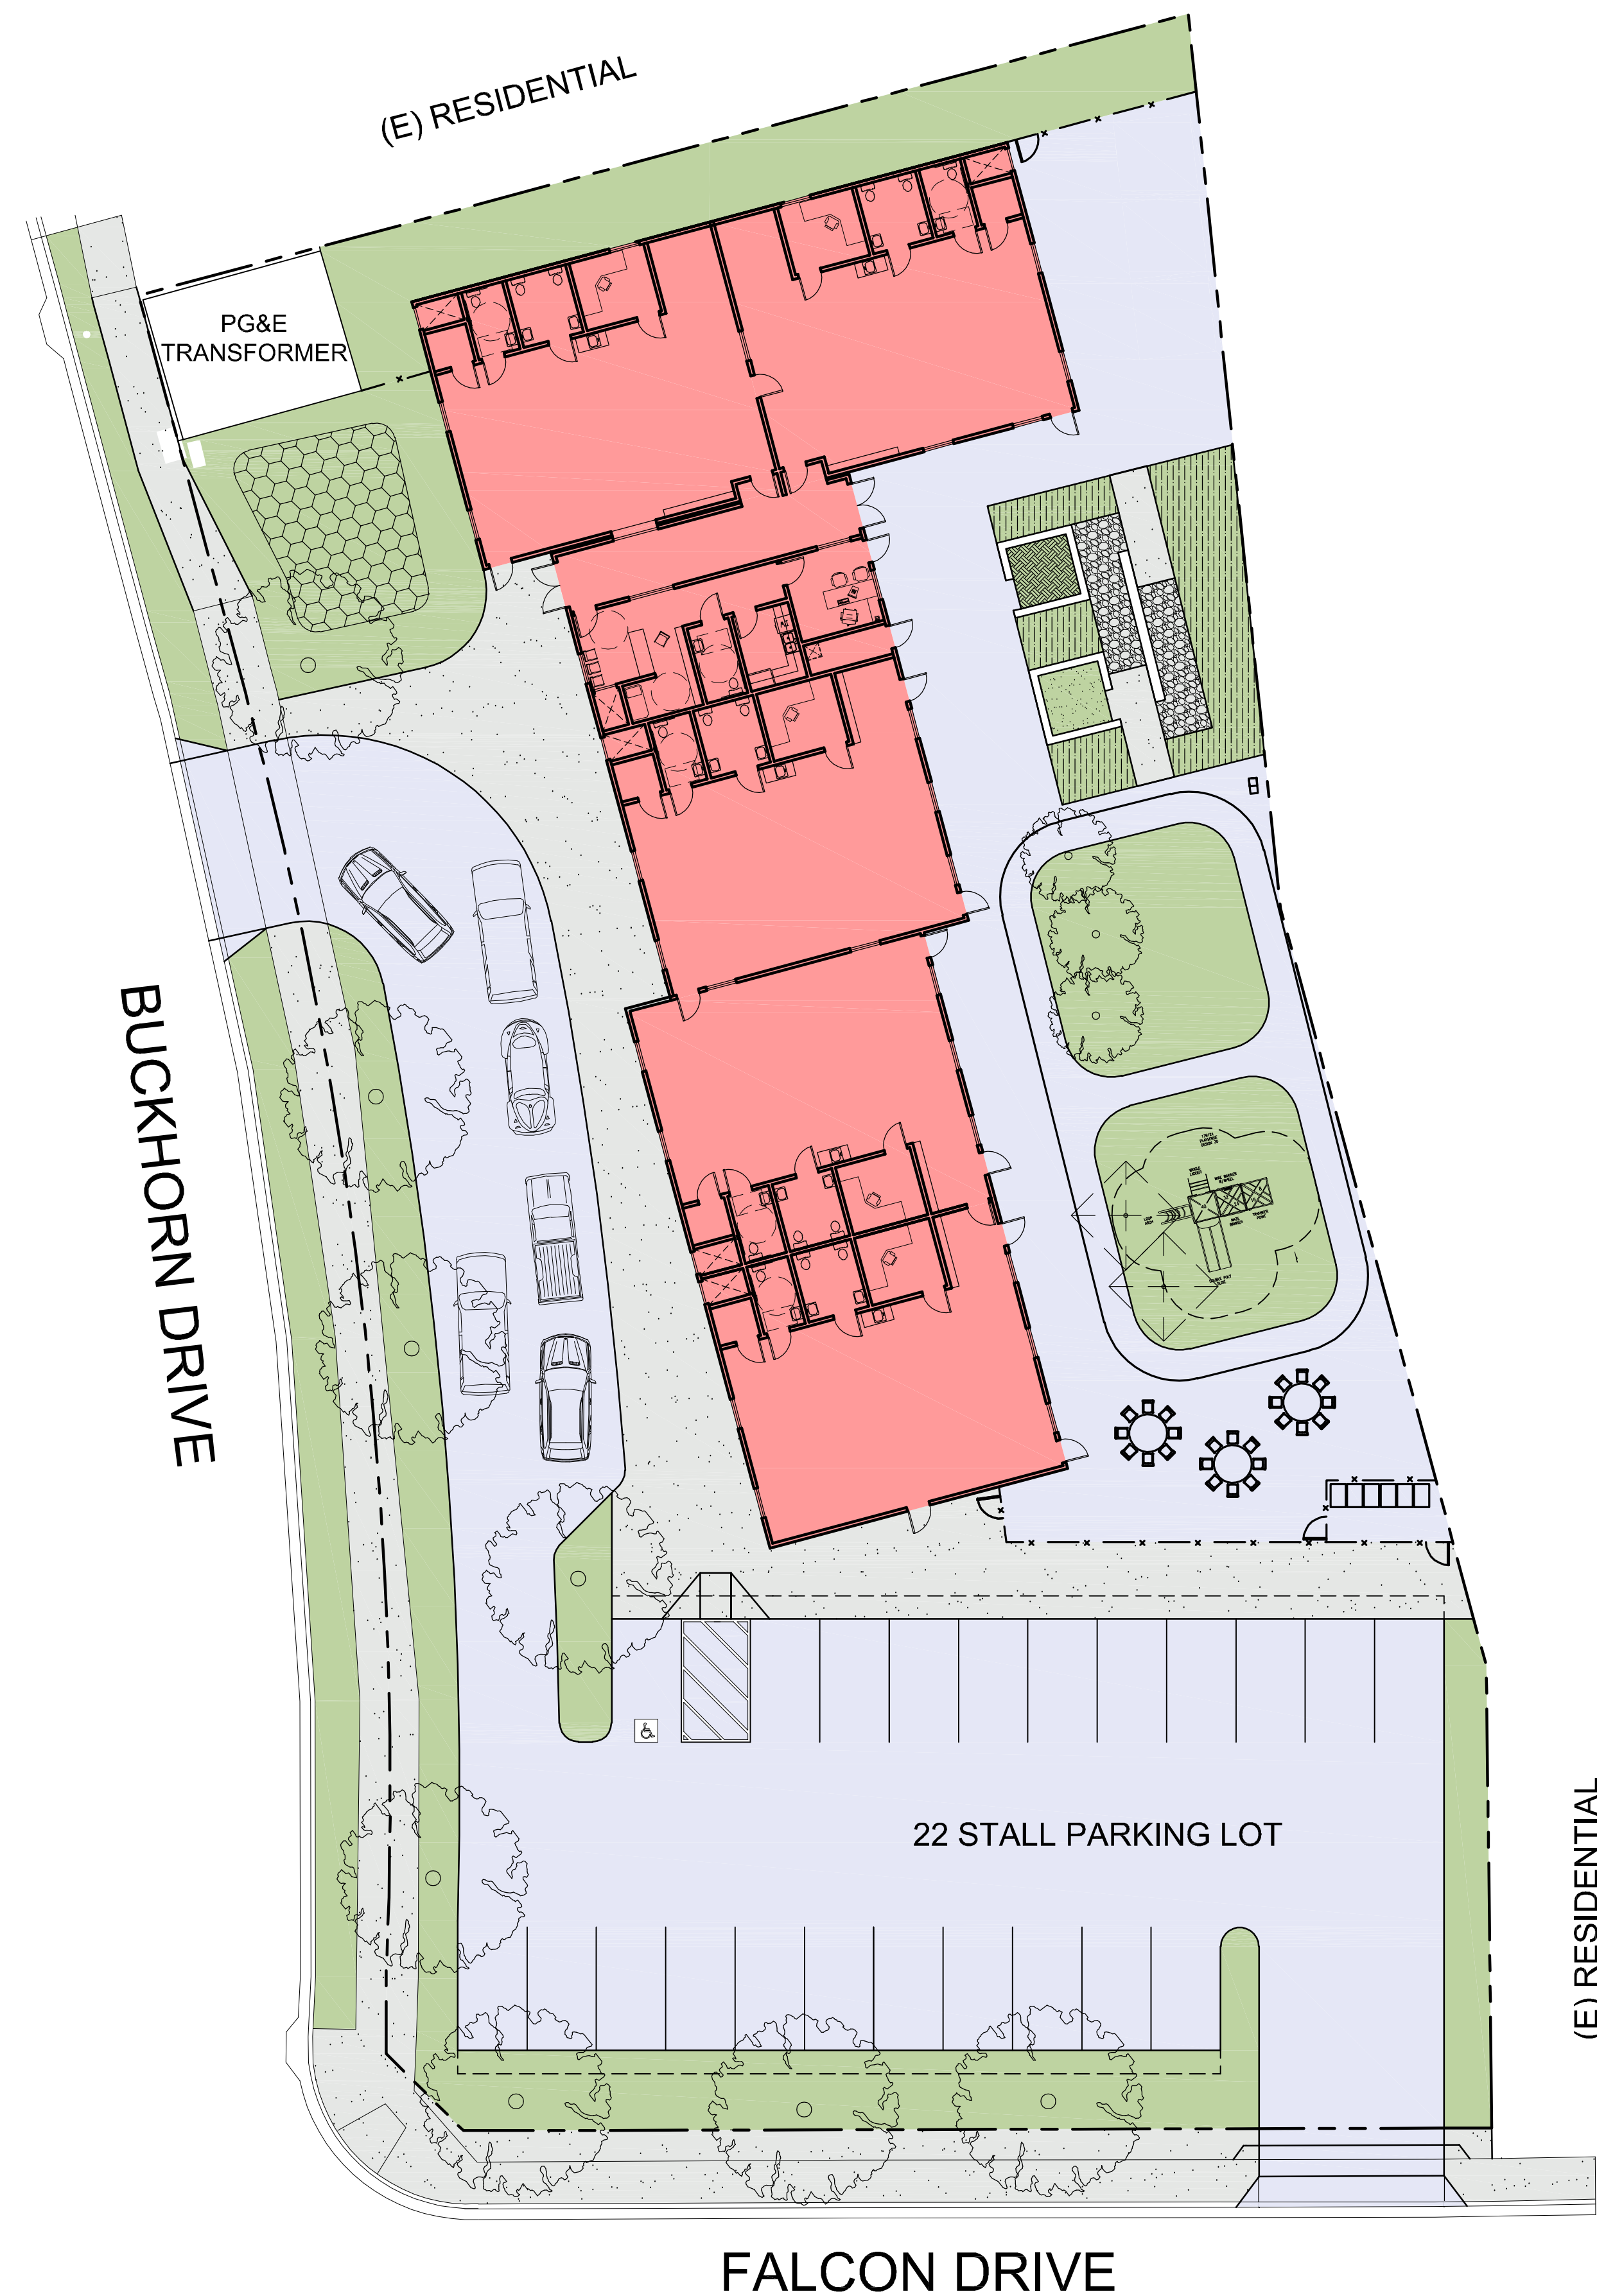 (E) RESIDENTIAL
PG&E
TRANSFORMER
BUCKHORN DRIVE
22 STALL PARKING LOT
(E) RESIDENTIAL
FALCON DRIVE